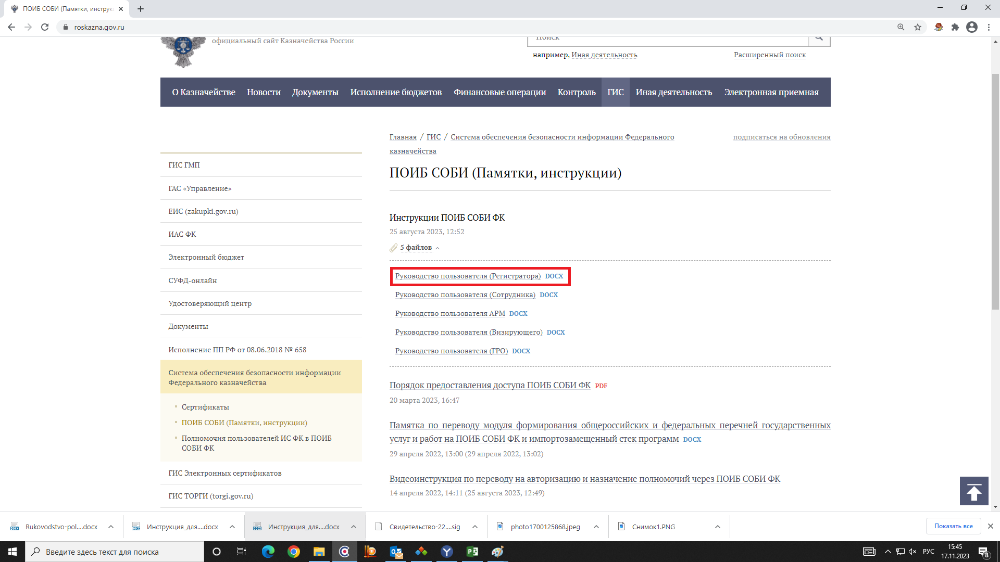 ПОИБ СОБИ (Памятки, инструк
roskazna.gov.ru
официальный сайт Казначейства России
Поиск
например, Иная деятельность
Расширенный поиск
О Казначействе Новости Документы Исполнение бюджетов Финансовые операции Контроль ГИС Иная деятельность Электронная приемная
Главная / ГИС / Система обеспечения безопасности информации Федерального
казначейства
подписаться на обновления
ПОИБ СОБИ (Памятки, инструкции)
ГИС ГМП
ГАС «Управление»
ЕИС (zakupki.gov.ru)
ИАС ФК
Электронный бюджет
СУФД-онлайн
Удостоверяющий центр
Документы
Исполнение ПП РФ от 08.06.2018 № 658
Система обеспечения безопасности информации
Федерального казначейства
Сертификаты
ПОИБ СОБИ (Памятки, инструкции)
Полномочия пользователей ИС ФК в ПОИБ
СОБИ ФК
ГИС Электронных сертификатов
ГИС ТОРГИ (torgi.gov.ru)
Инструкции ПОИБ СОБИ ФК
25 августа 2023, 12:52
5 файлов
Руководство пользователя (Регистратора) DOCX
Руководство пользователя (Сотрудника) DOCX
Руководство пользователя АРМ DOCX
Руководство пользователя (Визирующего) DOCX
Руководство пользователя (ГРО) DOCX
Порядок предоставления доступа ПОИБ СОБИ ФК PDF
20 марта 2023, 16:47
Памятка по переводу модуля формирования общероссийских и федеральных перечней государственных
услуг и работ на ПОИБ СОБИ ФК и импортозамещенный стек программ DOCX
29 апреля 2022, 13:00 (29 апреля 2022, 13:02)
Видеоинструкция по переводу на авторизацию и назначение полномочий через ПОИБ СОБИ ФК
14 апреля 2022, 14:11 (25 августа 2023, 12:49)
Rukovodstvo-pol....docx
Инструкция_для....docx
Инструкция_для....docx
Свидетельство-22....sig
photo1700125868.jpeg
Снимок1.PNG
Показать все
Введите здесь текст для поиска
РУС
15:45
17.11.2023
8